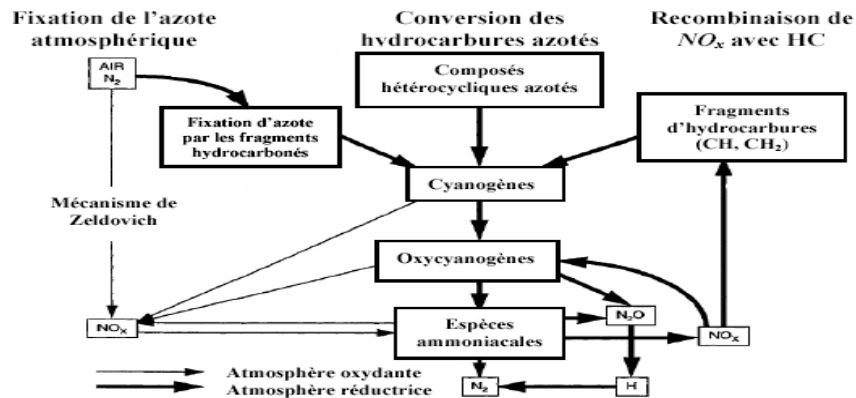 Fixation de l'azote
atmosphérique
Conversion des
hydrocarbures azotés
Recombinaison de
NOx avec HC
AIR
N2
Composés
hétérocycliques azotés
Fixation d'azote
par les fragments
hydrocarbonés
Fragments
d'hydrocarbures
(CH, CH2)
Cyanogènes
Mécanisme de
Zeldovich
Oxycyanogènes
NOX
Espèces
ammoniacales
N2O
NOX
Atmosphère oxydante
Atmosphère réductrice
N2
H